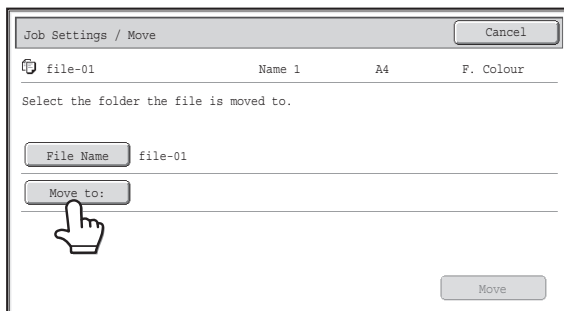 Job Settings / Move Cancel
file-01 Name 1 A4 F. Colour
Select the folder the file is moved to.
File Name file-01
Move to:
Move